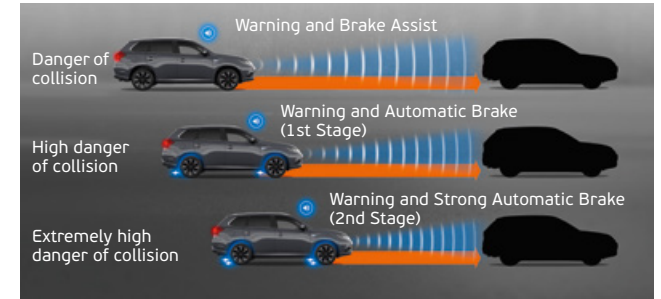 Warning and Brake Assist
Danger of
collision
Warning and Automatic Brake
(1st Stage)
High danger
of collision
Warning and Strong Automatic Brake
(2nd Stage)
Extremely high
danger of collision